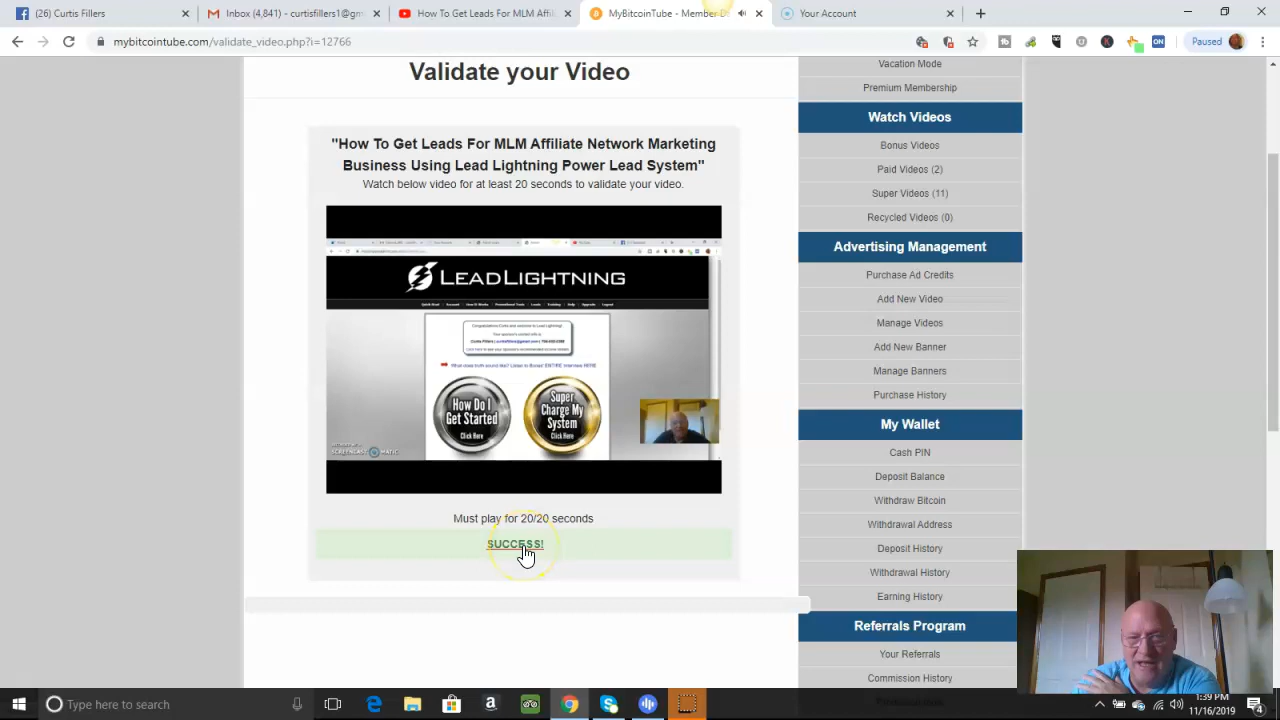 (26) Facebook
Inbox (4,841) - curtisfillers1@gm
How To Get Leads For MLM Affili
MyBitcoinTube - Member D
Your Account
mybitcointube.com/validate_video.php?i=12766
ON
Paused
Validate your Video
"How To Get Leads For MLM Affiliate Network Marketing
Business Using Lead Lightning Power Lead System"
Watch below video for at least 20 seconds to validate your video.
LEADLIGHTNING
How Do I
Get Started
Click Here
Super
Charge My
System
Click Here
Must play for 20/20 seconds
SUCCESS!
Vacation Mode
Premium Membership
Watch Videos
Bonus Videos
Paid Videos (2)
Super Videos (11)
Recycled Videos (0)
Advertising Management
Purchase Ad Credits
Add New Video
Manage Videos
Add New Banner
Manage Banners
Purchase History
My Wallet
Cash PIN
Deposit Balance
Withdraw Bitcoin
Withdrawal Address
Deposit History
Withdrawal History
Earning History
Referrals Program
Your Referrals
Commission History
Type here to search
1:39 PM
11/16/2019